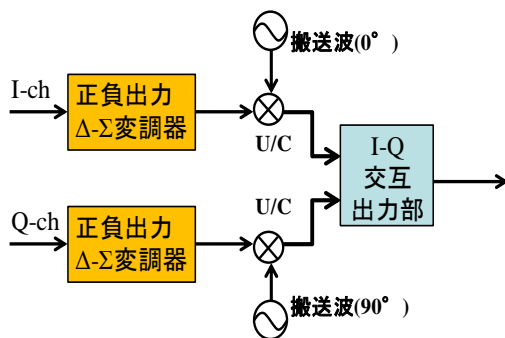 搬送波(0°)
I-ch
正負出力
Δ-Σ変調器
U/C
I-Q
交互
出力部
U/C
Q-ch
正負出力
Δ-Σ変調器
搬送波(90°)